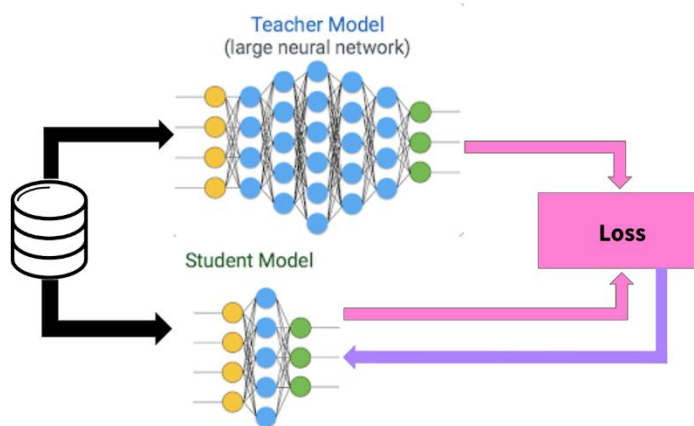 Teacher Model
(large neural network)
Loss
Student Model